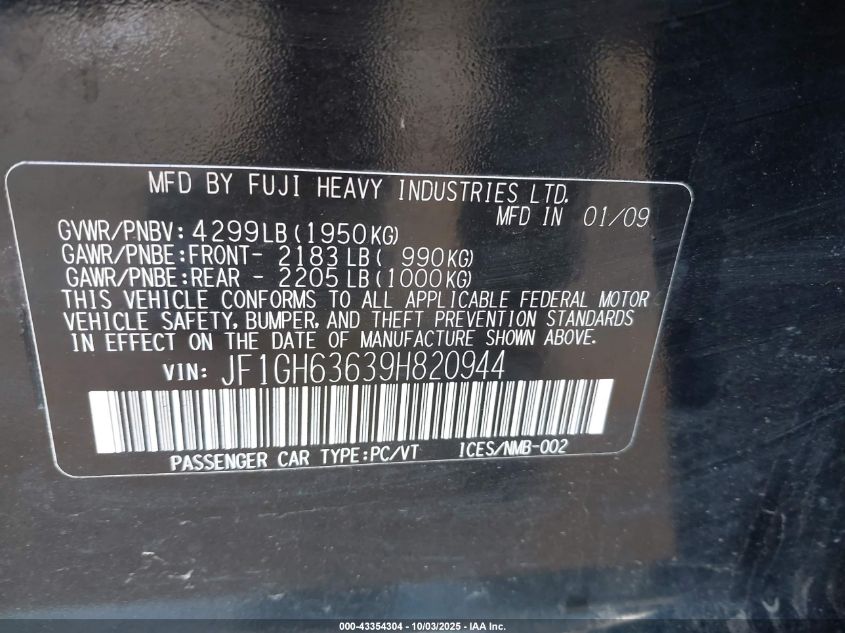 MFD BY FUJI HEAVY INDUSTRIES LTD.
MFD IN 01/09
GVWR/PNBV: 4299LB(1950KG)
GAWR/PNBE:FRONT- 2183LB( 990KG)
GAWR/PNBE:REAR - 2205LB(1000KG)
THIS VEHICLE CONFORMS TO ALL APPLICABLE FEDERAL MOTOR
VEHICLE SAFETY, BUMPER, AND THEFT PREVENTION STANDARDS
IN EFFECT ON THE DATE OF MANUFACTURE SHOWN ABOVE.
VIN: JF1GH63639H820944
PASSENGER CAR TYPE:PC/VT ICES/NMB-002
000-43354304 - 10/03/2025 - IAA Inc.